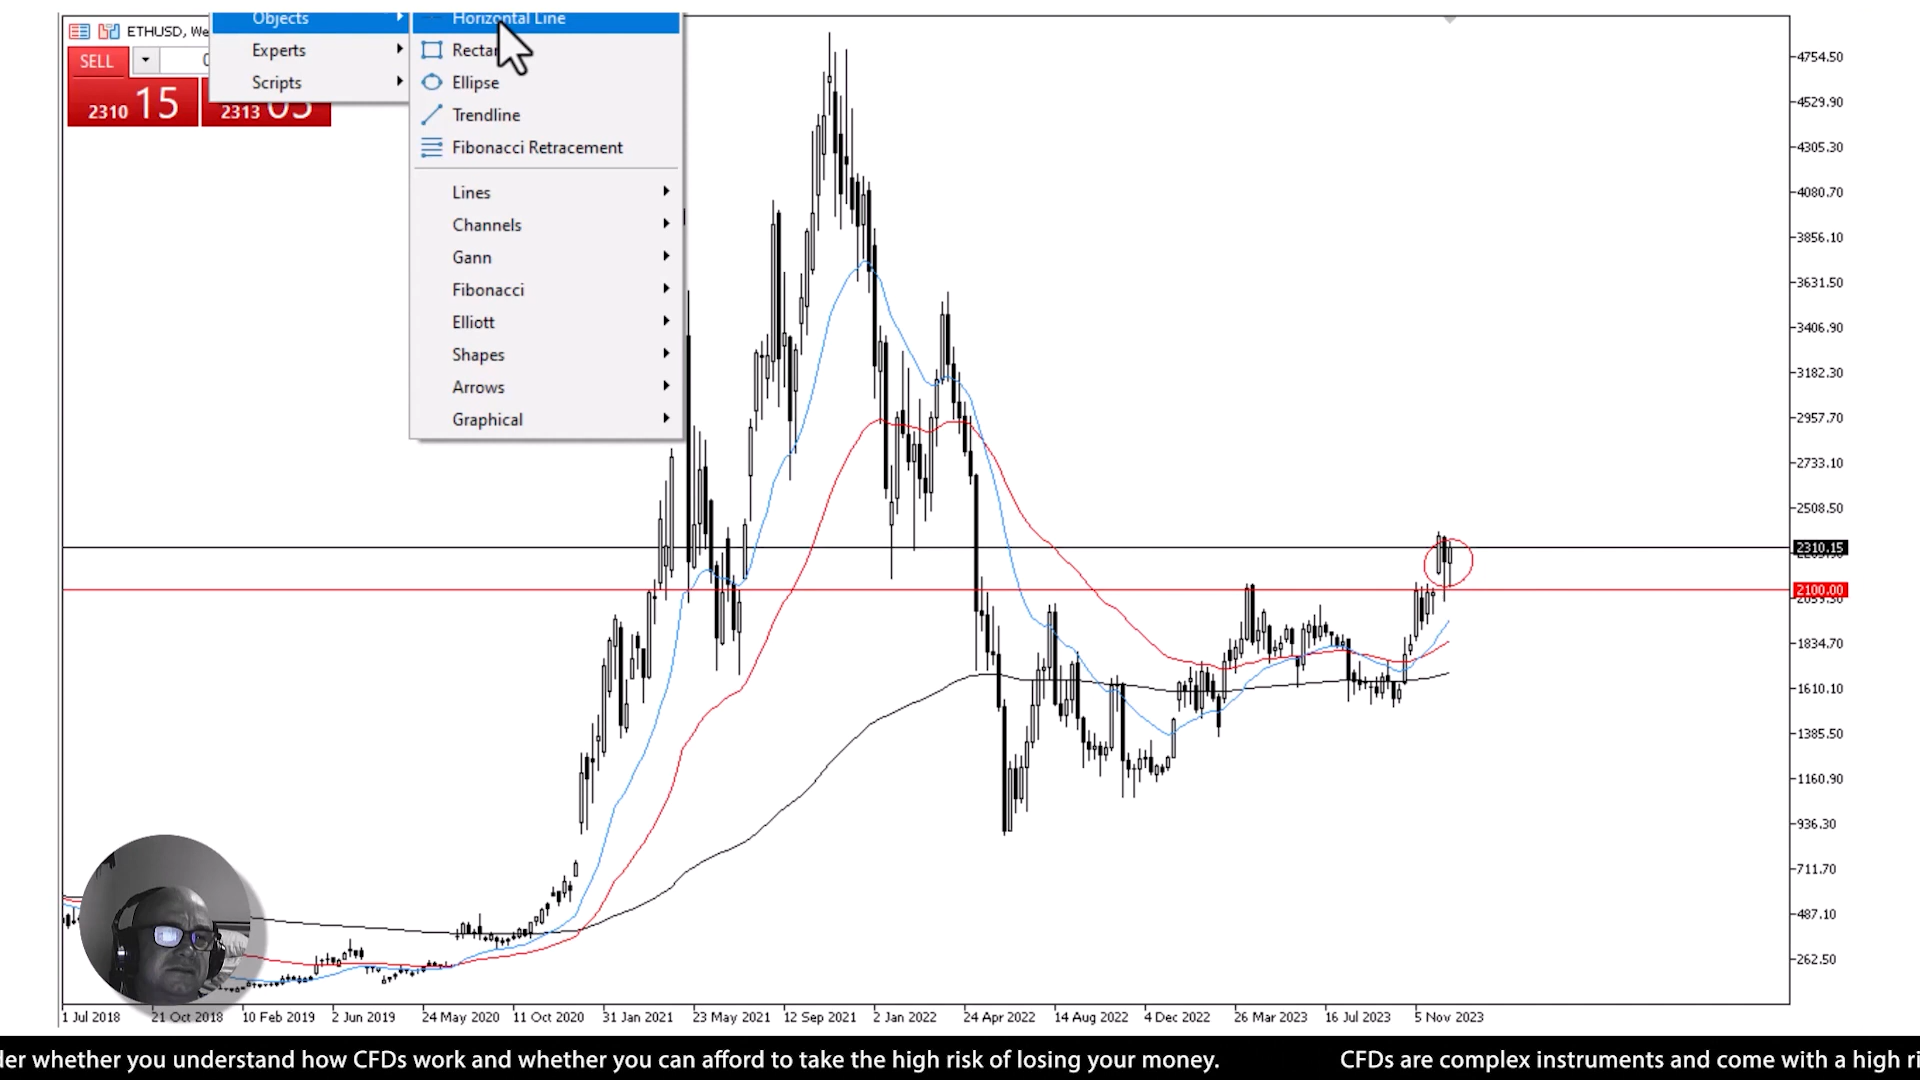 ETHUSD, We
SELL
2310 15
2313
Objects
Experts
Scripts
Horizontal Line
Ellipse
Trendline
Fibonacci Retracement
Lines
Channels
Gann
Fibonacci
Elliott
Shapes
Arrows
Graphical
4754.50
4529.90
4305.30
4080.70
3856.10
3631.50
3406.90
3182.30
2957.70
2733.10
2508.50
2310.15
2100.00
1834.70
1610.10
1385.50
1160.90
936.30
711.70
487.10
262.50
1 Jul 2018 21 Oct 2018 10 Feb 2019 2 Jun 2019 24 May 2020 11 Oct 2020 31 Jan 2021 23 May 2021 12 Sep 2021 2 Jan 2022 24 Apr 2022 14 Aug 2022 4 Dec 2022 26 Mar 2023 16 Jul 2023 5 Nov 2023
der whether you understand how CFDs work and whether you can afford to take the high risk of losing your money. CFDs are complex instruments and come with a high ri